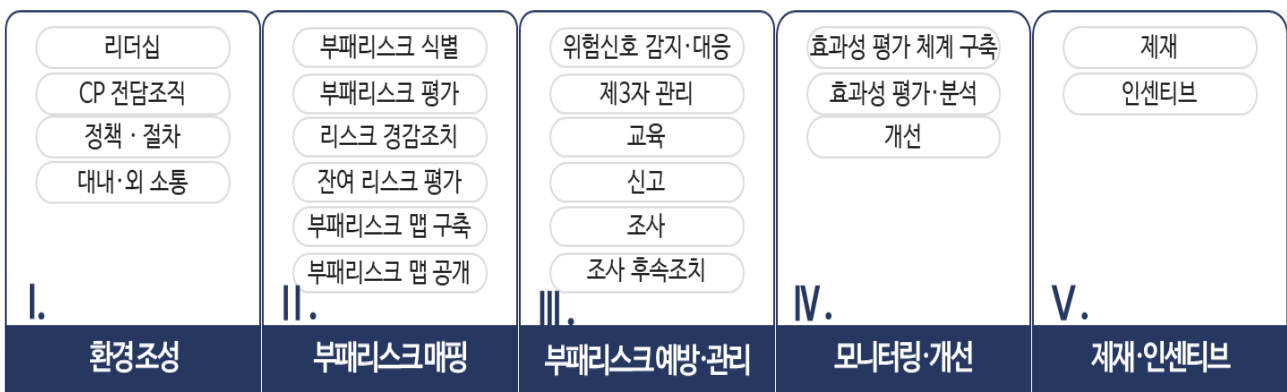 리더십
CP 전담조직
정책 · 절차
대내·외 소통
I.
환경 조성
부패리스크 식별
부패리스크 평가
리스크 경감조치
잔여 리스크 평가
부패리스크 맵 구축
부패리스크 맵 공개
II.
부패리스크 매핑
위험신호 감지·대응
제3자 관리
교육
신고
조사
조사 후속조치
III.
부패리스크 예방·관리
효과성 평가 체계 구축
효과성 평가·분석
개선
IV.
모니터링·개선
제재
인센티브
V.
제재·인센티브